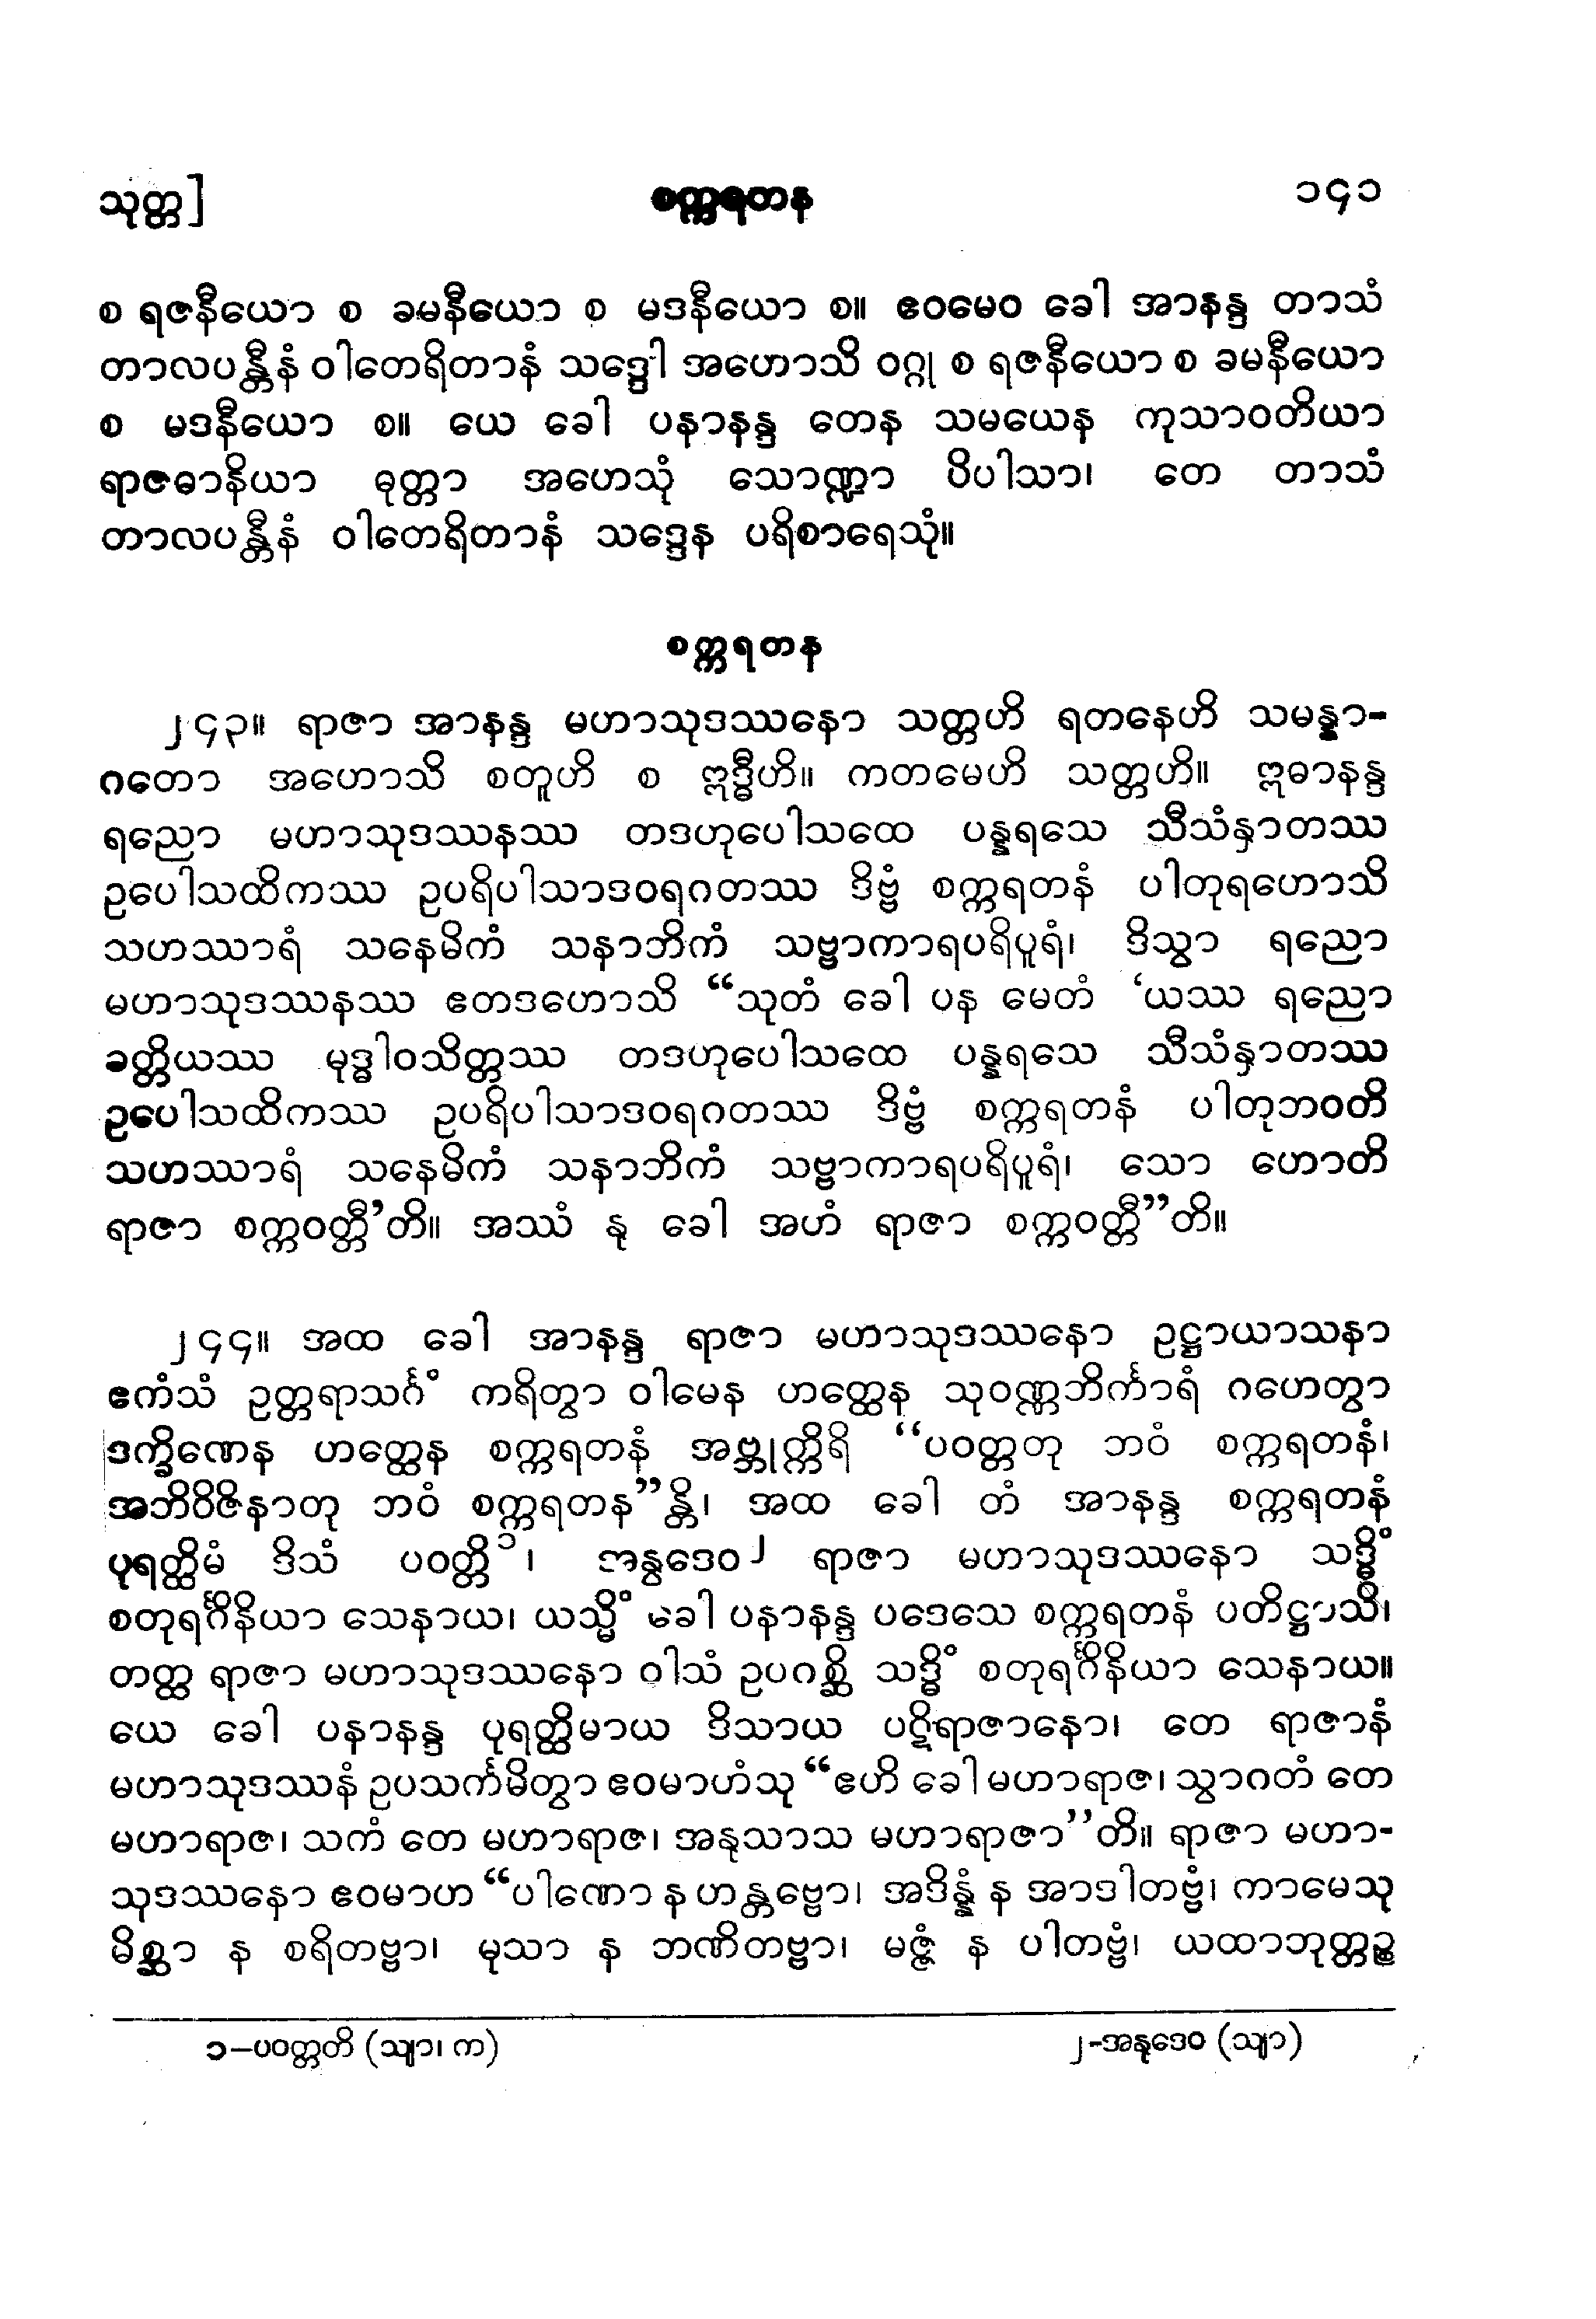 သုတ္တ]	စက္ကရတန	၁၄၁
စ ရဇနီယော စ ခမနီယော စ မဒနီယော စ။ ဧဝမေဝ ခေါ အာနန္ဒ တာသံ
တာလပန္တီနံ ဝါတေရိတာနံ သဒ္ဒေါ အဟောသိ ဝဂ္ဂု စ ရဇနီယော စ ခမနီယော
စ မဒနီယော စ။ ယေ ခေါ ပနာနန္ဒ တေန သမယေန ကုသာဝတိယာ
ရာဇဓာနိယာ ဓုတ္တာ အဟေသုံ သောဏ္ဍာ ပိပါသာ၊ တေ တာသံ
တာလပန္တီနံ ဝါတေရိတာနံ သဒ္ဒေန ပရိစာရေသုံ။
စက္ကရတန
၂၄၃။ ရာဇာ အာနန္ဒ မဟာသုဒဿနော သတ္တဟိ ရတနေဟိ သမန္နာ-
ဂတော အဟောသိ စတူဟိ စ ဣဒ္ဓီဟိ။ ကတမေဟိ သတ္တဟိ။ ဣဓာနန္ဒ
ရညော မဟာသုဒဿနဿ တဒဟုပေါသထေ ပန္နရသေ သီသံနှာတဿ
ဥပေါသထိကဿ ဥပရိပါသာဒဝရဂတဿ ဒိဗ္ဗံ စက္ကရတနံ ပါတုရဟောသိ
သဟဿာရံ သနေမိကံ သနာဘိကံ သဗ္ဗာကာရပရိပူရံ၊ ဒိသွာ ရညော
မဟာသုဒဿနဿ ဧတဒဟောသိ “သုတံ ခေါ ပန မေတံ ‘ယဿ ရညော
ခတ္တိယဿ မုဒ္ဓါဝသိတ္တဿ တဒဟုပေါသထေ ပန္နရသေ သီသံနှာတဿ
ဥပေါသထိကဿ ဥပရိပါသာဒဝရဂတဿ ဒိဗ္ဗံ စက္ကရတနံ ပါတုဘဝတိ
သဟဿာရံ သနေမိကံ သနာဘိကံ သဗ္ဗာကာရပရိပူရံ၊ သော ဟောတိ
ရာဇာ စက္ကဝတ္တီ’တိ။ အဿံ နု ခေါ အဟံ ရာဇာ စက္ကဝတ္တီ”တိ။
၂၄၄။ အထ ခေါ အာနန္ဒ ရာဇာ မဟာသုဒဿနော ဥဋ္ဌာယာသနာ
ဧကံသံ ဥတ္တရာသင်္ဂံ ကရိတွာ ဝါမေန ဟတ္ထေန သုဝဏ္ဏဘိင်္ကာရံ ဂဟေတွာ
ဒက္ခိဏေန ဟတ္ထေန စက္ကရတနံ အဗ္ဘုက္ကိရိ “ပဝတ္တတု ဘဝံ စက္ကရတနံ၊
အဘိဝိဇိနာတု ဘဝံ စက္ကရတန”န္တိ၊ အထ ခေါ တံ အာနန္ဒ စက္ကရတနံ
ပုရတ္ထိမံ ဒိသံ ပဝတ္တိ၁၊ အနွဒေဝ၂ ရာဇာ မဟာသုဒဿနော သဒ္ဓိံ
စတုရင်္ဂိနိယာ သေနာယ၊ ယသ္မိံ ခေါ ပနာနန္ဒ ပဒေသေ စက္ကရတနံ ပတိဋ္ဌာသိ၊
တတ္ထ ရာဇာ မဟာသုဒဿနော ဝါသံ ဥပဂစ္ဆိ သဒ္ဓိံ စတုရင်္ဂိနိယာ သေနာယ။
ယေ ခေါ ပနာနန္ဒ ပုရတ္ထိမာယ ဒိသာယ ပဋိရာဇာနော၊ တေ ရာဇာနံ
မဟာသုဒဿနံ ဥပသင်္ကမိတွာ ဧဝမာဟံသု “ဧဟိ ခေါ မဟာရာဇ၊ သွာဂတံ တေ
မဟာရာဇ၊ သကံ တေ မဟာရာဇ၊ အနုသာသ မဟာရာဇာ”တိ။ ရာဇာ မဟာ-
သုဒဿနော ဧဝမာဟ “ပါဏော န ဟန္တဗ္ဗော၊ အဒိန္နံ န အာဒါတဗ္ဗံ၊ ကာမေသု
မိစ္ဆာ န စရိတဗ္ဗာ၊ မုသာ န ဘဏိတဗ္ဗာ၊ မဇ္ဇံ န ပါတဗ္ဗံ၊ ယထာဘုတ္တဉ္စ
၁–ပဝတ္တတိ (သျာ၊ က)	၂-အနုဒေဝ (သျာ)